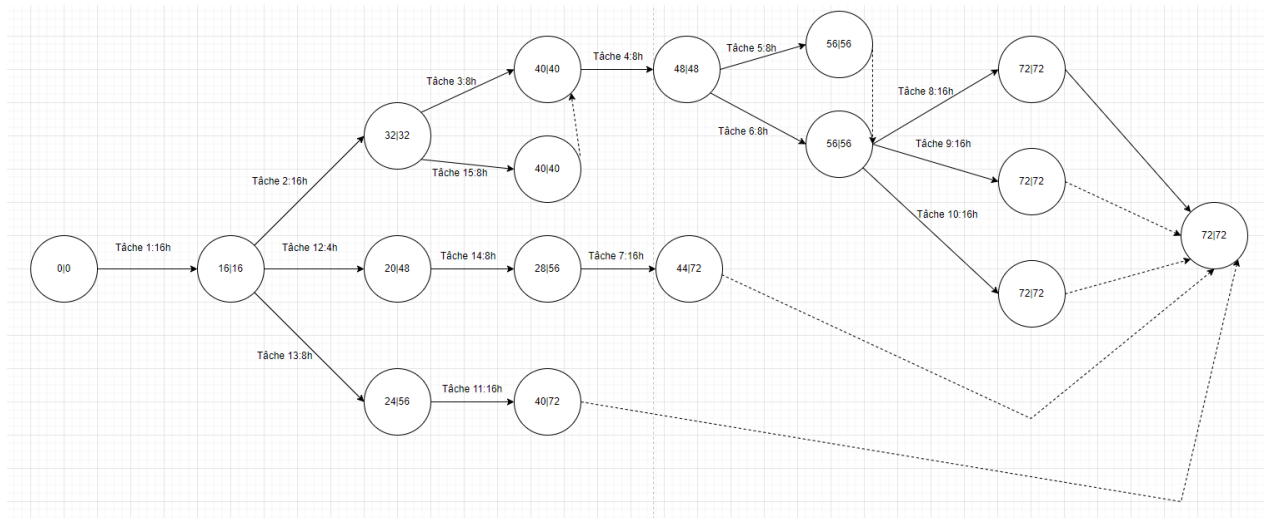 56|56
Tâche 5:8h
Tâche 4:8h
40|40
48|48
72|72
Tâche 3:8h
Tâche 8:16h
32|32
Tâche 6:8h
56|56
Tâche 9:16h
40|40
Tâche 15:8h
Tâche 2:16h
72|72
Tâche 10:16h
72|72
Tâche 1:16h
Tâche 12:4h
Tâche 14:8h
Tâche 7:16h
0|0
16|16
20|48
28|56
44|72
72|72
Tâche 13:8h
Tâche 11:16h
24|56
40|72